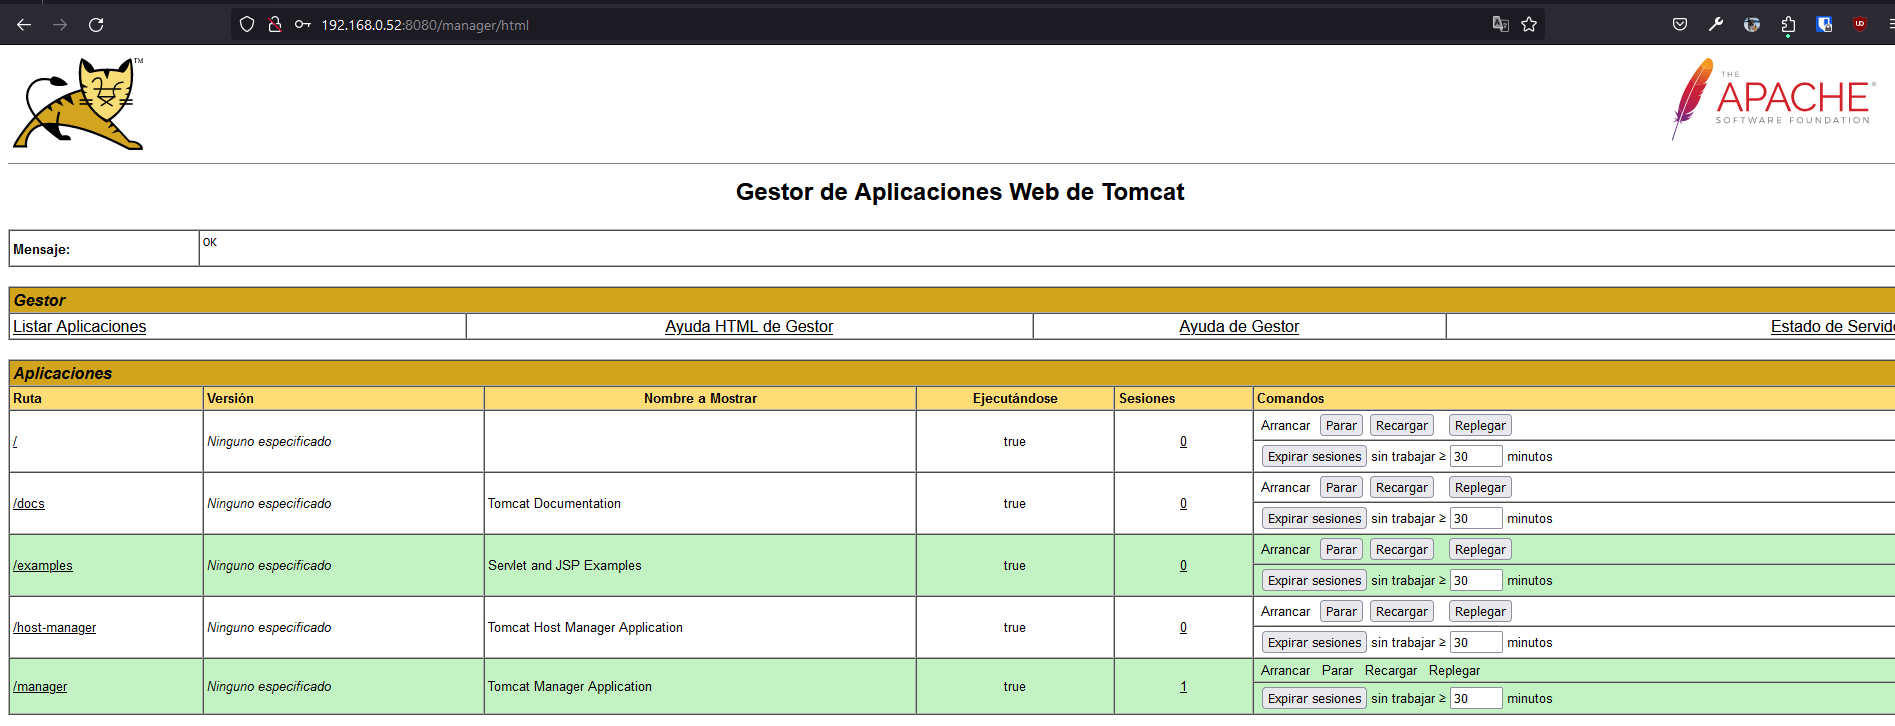 192.168.0.52:8080/manager/html
TM
THE
APACHE®
SOFTWARE FOUNDATION
Gestor de Aplicaciones Web de Tomcat
Mensaje: OK
Gestor
Listar Aplicaciones Ayuda HTML de Gestor Ayuda de Gestor Estado de Servido
Aplicaciones
Ruta Versión Nombre a Mostrar Ejecutándose Sesiones Comandos
/ Ninguno especificado true 0 Arrancar Parar Recargar Replegar
Expirar sesiones sin trabajar ≥ 30 minutos
/docs Ninguno especificado Tomcat Documentation true 0 Arrancar Parar Recargar Replegar
Expirar sesiones sin trabajar ≥ 30 minutos
/examples Ninguno especificado Servlet and JSP Examples true 0 Arrancar Parar Recargar Replegar
Expirar sesiones sin trabajar ≥ 30 minutos
/host-manager Ninguno especificado Tomcat Host Manager Application true 0 Arrancar Parar Recargar Replegar
Expirar sesiones sin trabajar ≥ 30 minutos
/manager Ninguno especificado Tomcat Manager Application true 1 Arrancar Parar Recargar Replegar
Expirar sesiones sin trabajar ≥ 30 minutos